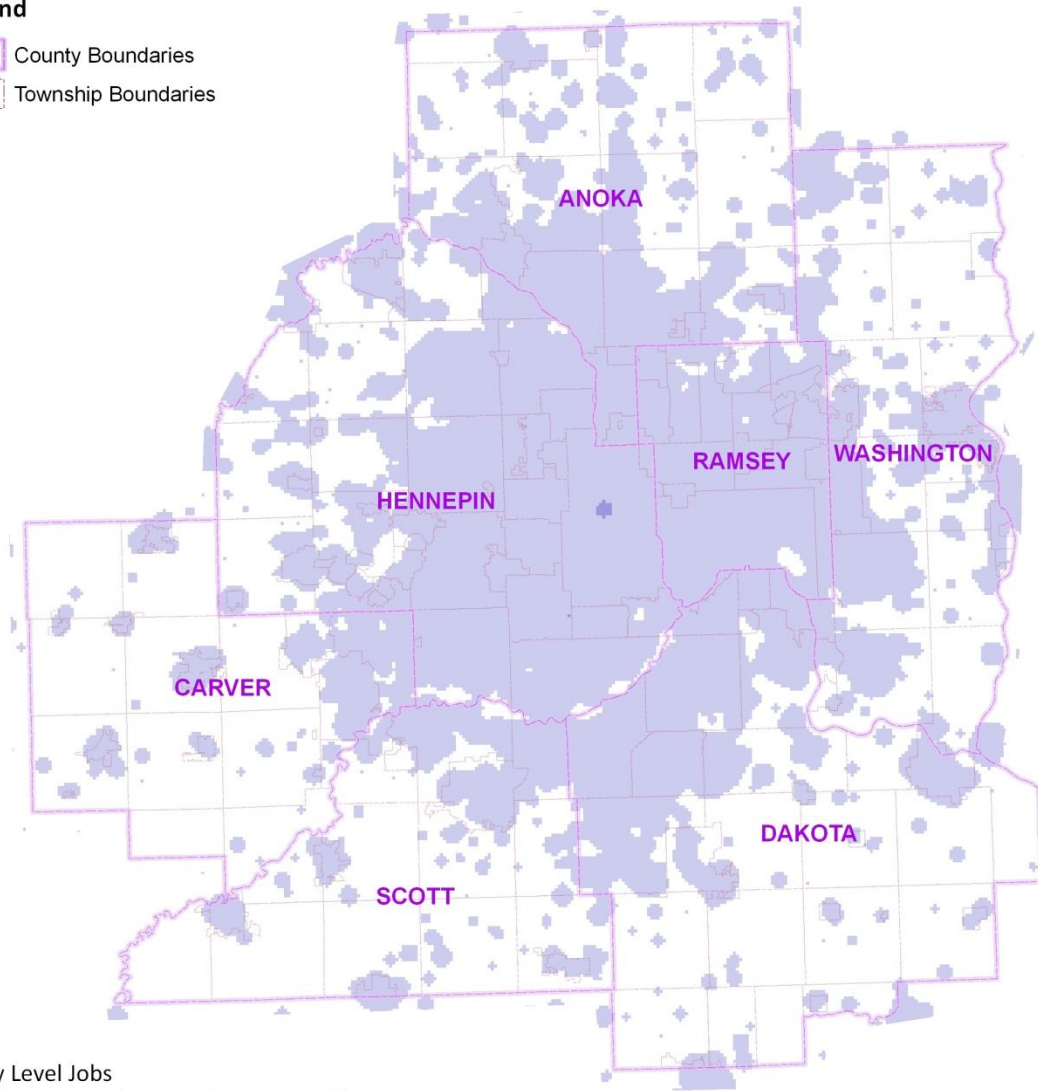 nd
County Boundaries
Township Boundaries
ANOKA
HENNEPIN
RAMSEY
WASHINGTON
CARVER
DAKOTA
SCOTT
y Level Jobs